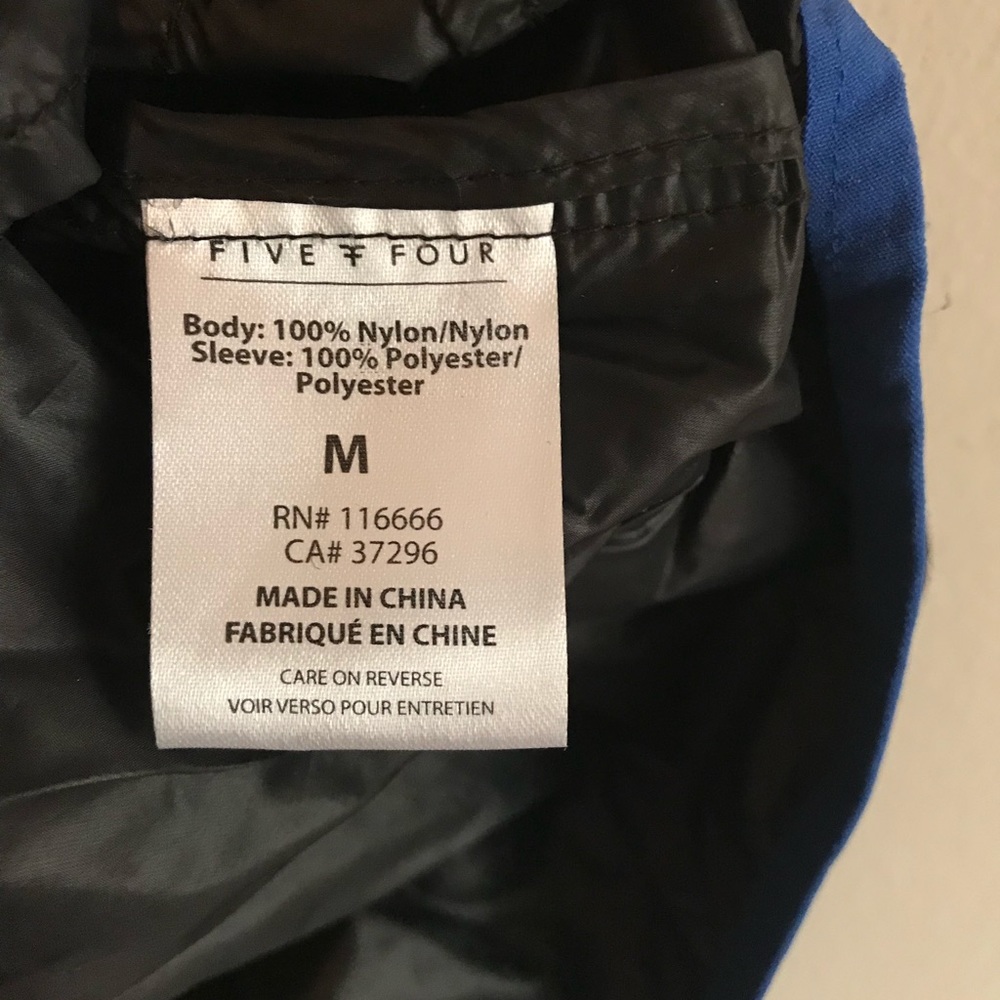 FIVE FOUR
Body: 100% Nylon/Nylon
Sleeve: 100% Polyester/
Polyester
M
RN# 116666
CA# 37296
MADE IN CHINA
FABRIQUÉ EN CHINE
CARE ON REVERSE
VOIR VERSO POUR ENTRETIEN